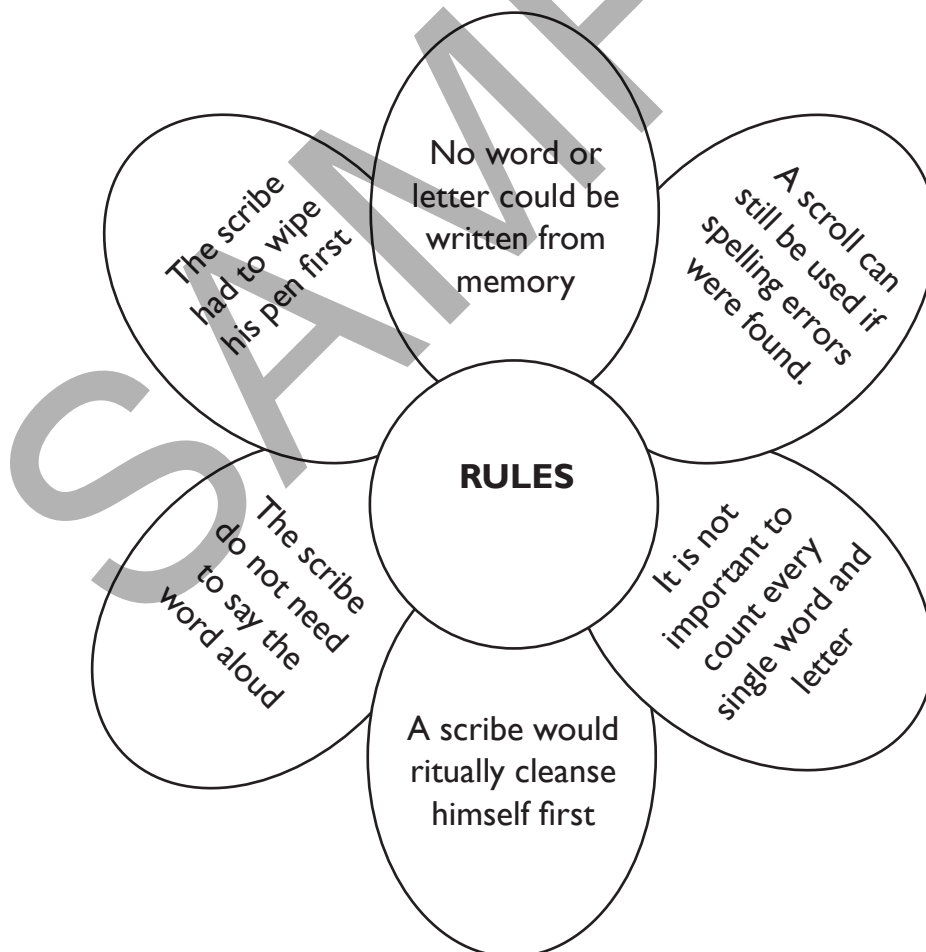 No word or
letter could be
written from
memory
A scroll can
still be used if
spelling errors
were found.
It is not
important to
count every
single word and
letter
A scribe would
ritually cleanse
himself first
The scribe
do not need
to say the
word aloud
The scribe
had to wipe
his pen first
RULES